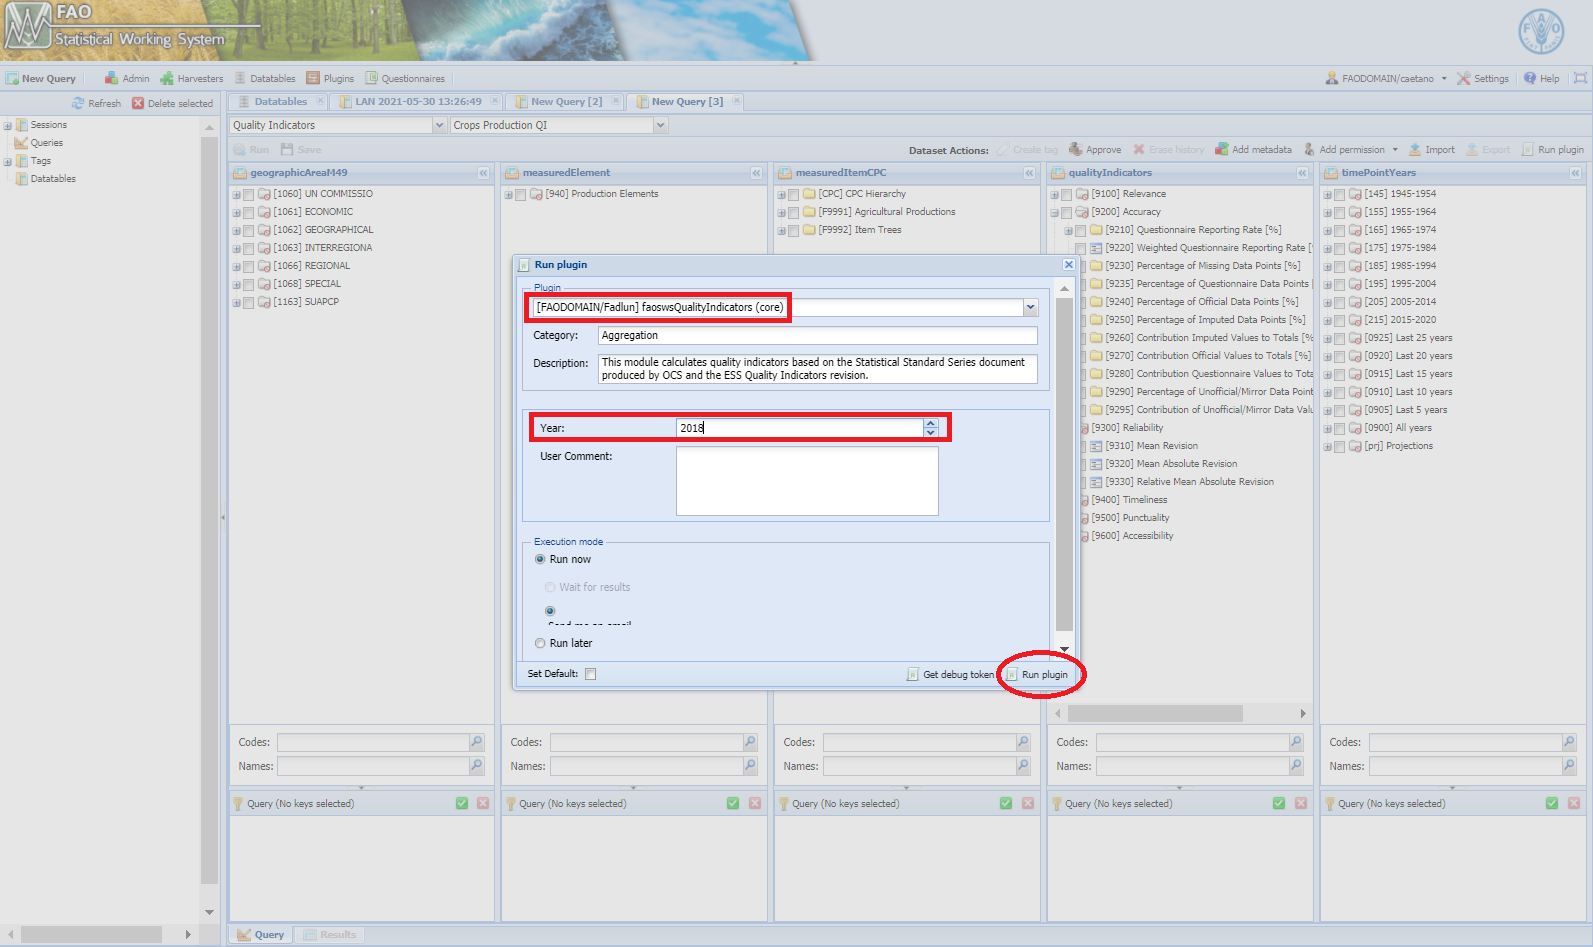 FAO
Statistical Working System
New Query Admin Harvesters Datatables Plugins Questionnaires FAODOMAIN/caetano Settings Help
Refresh Delete selected
Sessions
Queries
Tags
Datatables
Datatables LAN 2021-05-30 13:26:49 New Query [2] New Query [3]
Quality Indicators Crops Production QI
Run Save Dataset Actions: Create tag Approve Erase history Add metadata Add permission Import Export Run plugin
geographicAreaM49
[1060] UN COMMISSIO
[1061] ECONOMIC
[1062] GEOGRAPHICAL
[1063] INTERREGIONA
[1066] REGIONAL
[1068] SPECIAL
[1163] SUAPCP
Codes:
Names:
Query (No keys selected)
measuredElement
[940] Production Elements
Codes:
Names:
Query (No keys selected)
measuredItemCPC
[CPC] CPC Hierarchy
[F9991] Agricultural Productions
[F9992] Item Trees
Codes:
Names:
Query (No keys selected)
qualityIndicators
[9100] Relevance
[9200] Accuracy
[9210] Questionnaire Reporting Rate [%]
[9220] Weighted Questionnaire Reporting Rate [
[9230] Percentage of Missing Data Points [%]
[9235] Percentage of Questionnaire Data Points [
[9240] Percentage of Official Data Points [%]
[9250] Percentage of Imputed Data Points [%]
[9260] Contribution Imputed Values to Totals [%]
[9270] Contribution Official Values to Totals [%]
[9280] Contribution Questionnaire Values to Tota
[9290] Percentage of Unofficial/Mirror Data Point
[9295] Contribution of Unofficial/Mirror Data Valu
[9300] Reliability
[9310] Mean Revision
[9320] Mean Absolute Revision
[9330] Relative Mean Absolute Revision
[9400] Timeliness
[9500] Punctuality
[9600] Accessibility
Codes:
Names:
Query (No keys selected)
timePointYears
[145] 1945-1954
[155] 1955-1964
[165] 1965-1974
[175] 1975-1984
[185] 1985-1994
[195] 1995-2004
[205] 2005-2014
[215] 2015-2020
[0925] Last 25 years
[0920] Last 20 years
[0915] Last 15 years
[0910] Last 10 years
[0905] Last 5 years
[0900] All years
[prj] Projections
Codes:
Names:
Query (No keys selected)
Run plugin
Plugin
[FAODOMAIN/Fadlun] faoswsQualityIndicators (core)
Category: Aggregation
Description: This module calculates quality indicators based on the Statistical Standard Series document
produced by OCS and the ESS Quality Indicators revision.
Year: 2018
User Comment:
Execution mode
Run now
Wait for results
Send me an email
Run later
Set Default: Get debug token Run plugin
Query Results